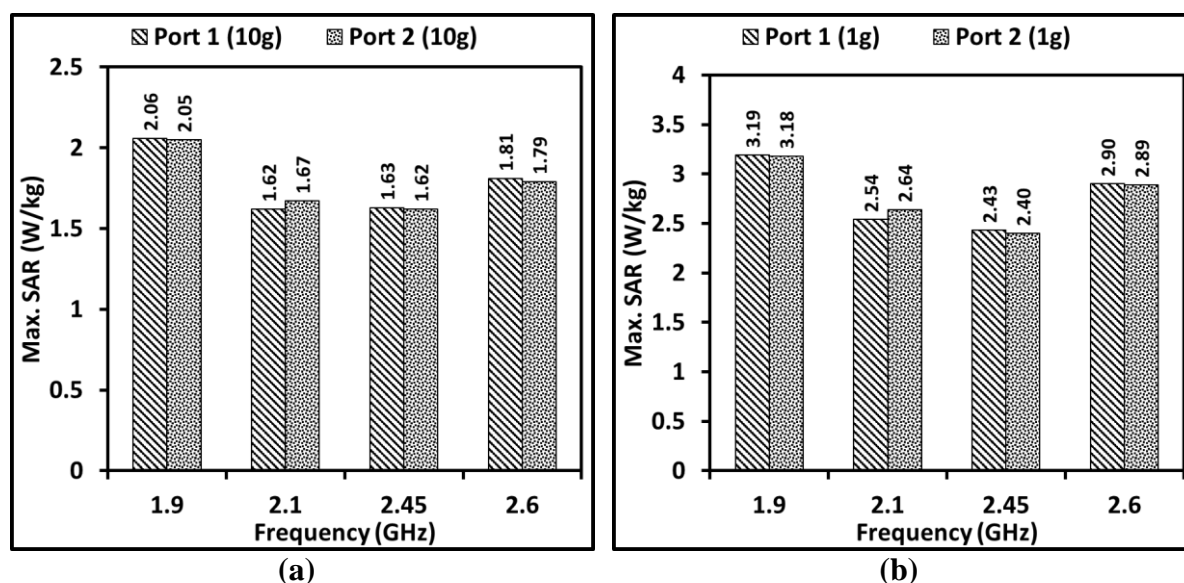 Port 1 (10g) Port 2 (10g)
2.5
2
1.5
1
0.5
0
Max. SAR (W/kg)
2.06 2.05 1.62 1.67 1.63 1.62 1.81 1.79
1.9 2.1 2.45 2.6
Frequency (GHz)
(a)
Port 1 (1g) Port 2 (1g)
4
3.5
3
2.5
2
1.5
1
0.5
0
Max. SAR (W/kg)
3.19 3.18 2.54 2.64 2.43 2.40 2.90 2.89
1.9 2.1 2.45 2.6
Frequency (GHz)
(b)